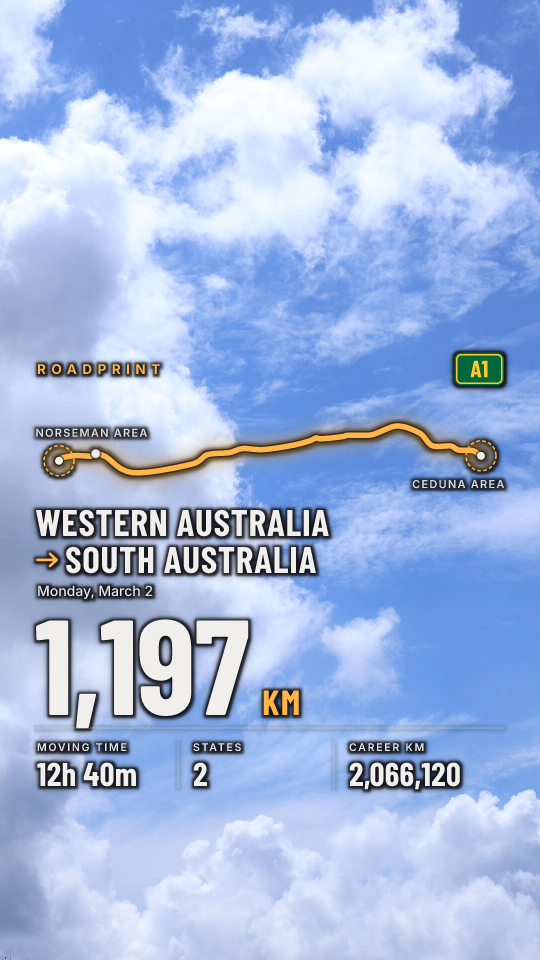 ROADPRINT
A1
NORSEMAN AREA
CEDUNA AREA
WESTERN AUSTRALIA
→ SOUTH AUSTRALIA
Monday, March 2
1,197 KM
MOVING TIME STATES CAREER KM
12h 40m 2 2,066,120